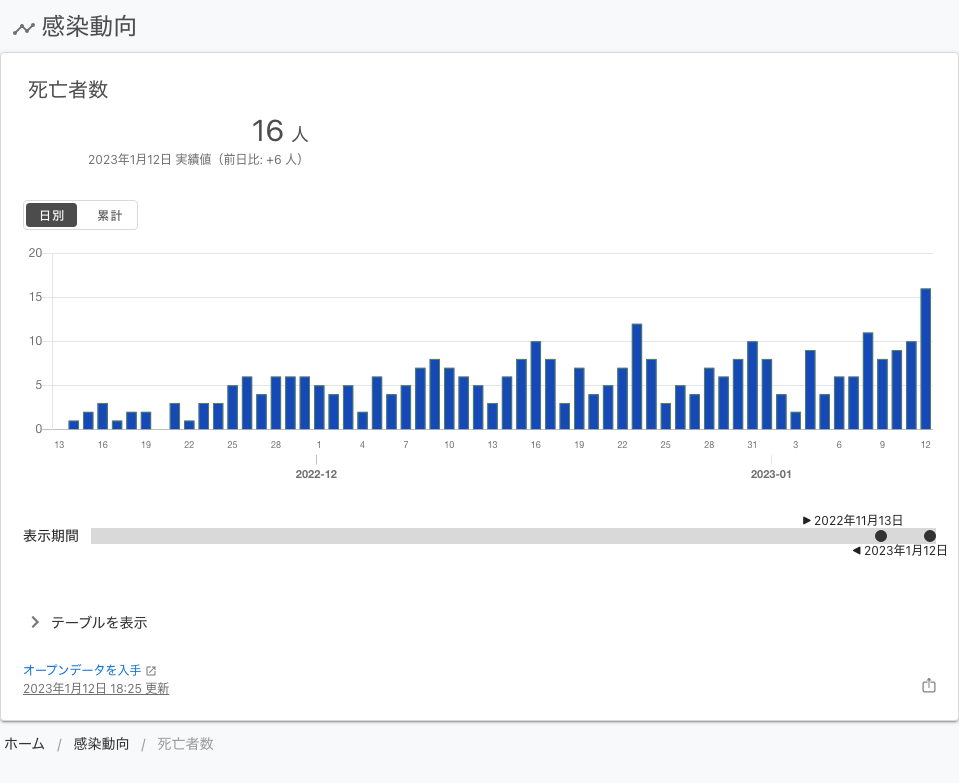 感染動向
死亡者数
16 人
2023年1月12日 実績値（前日比: +6 人）
日別 累計
20
15
10
5
0
13 16 19 22 25 28 1 4 7 10 13 16 19 22 25 28 31 3 6 9 12
2022-12 2023-01
▶ 2022年11月13日
表示期間
◀ 2023年1月12日
テーブルを表示
オープンデータを入手
2023年1月12日 18:25 更新
ホーム / 感染動向 / 死亡者数